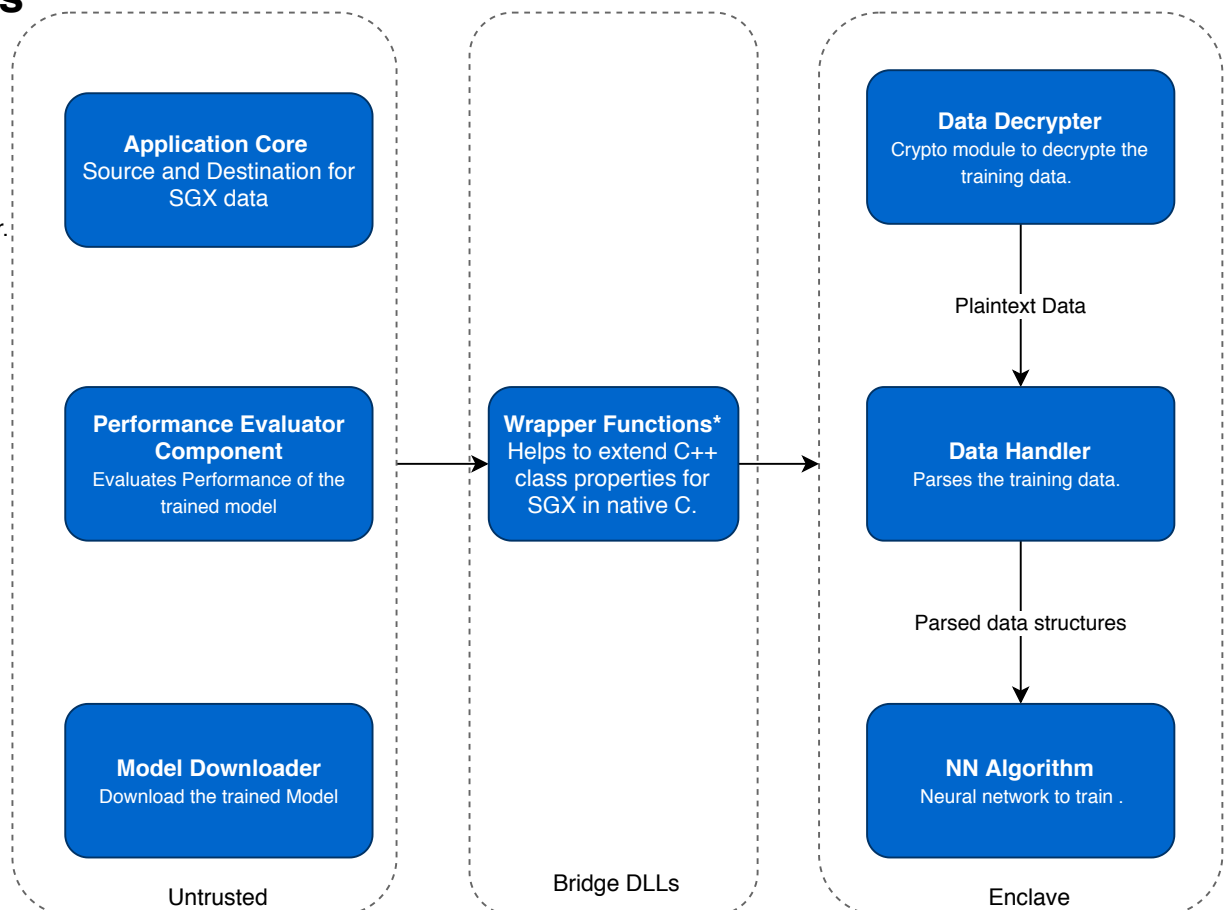 s
r.
Application Core
Source and Destination for
SGX data
Performance Evaluator
Component
Evaluates Performance of the
trained model
Model Downloader
Download the trained Model
Untrusted
Wrapper Functions*
Helps to extend C++
class properties for
SGX in native C.
Bridge DLLs
Data Decrypter
Crypto module to decrypte the
training data.
Plaintext Data
Data Handler
Parses the training data.
Parsed data structures
NN Algorithm
Neural network to train .
Enclave